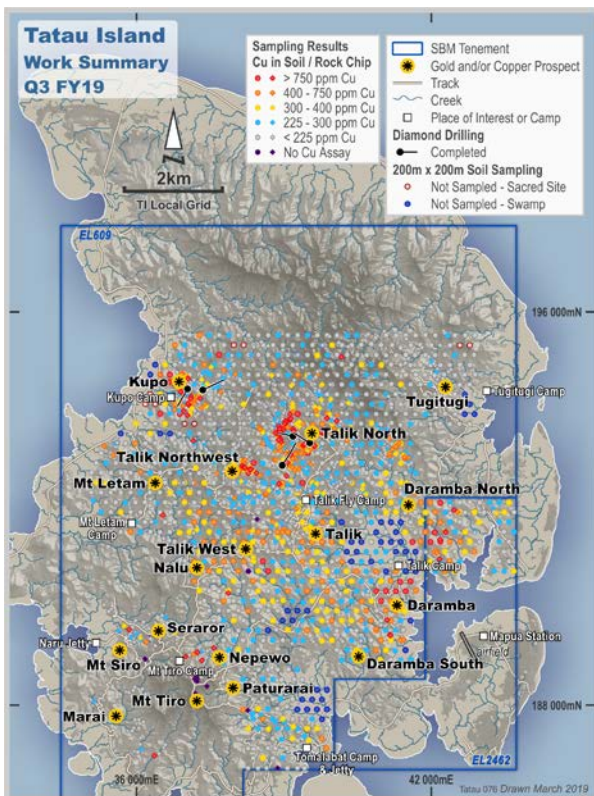 Tatau Island
Work Summary
Q3 FY19
Sampling Results
Cu in Soil / Rock Chip
> 750 ppm Cu
400 - 750 ppm Cu
300 - 400 ppm Cu
225 - 300 ppm Cu
< 225 ppm Cu
No Cu Assay
SBM Tenement
Gold and/or Copper Prospect
Track
Creek
Place of Interest or Camp
Diamond Drilling
Completed
200m x 200m Soil Sampling
Not Sampled - Sacred Site
Not Sampled - Swamp
N
2km
TI Local Grid
EL609
196 000mN
Kupo
Kupo Camp
Tugitugi
Tugitugi Camp
Talik North
Talik Northwest
Mt Letam
Talik Fly Camp
Daramba North
Mt Letam
Camp
Talik
Talik West
Nalu
Talik Camp
Daramba
Seraror
Mapua Station
airfield
Naru Jetty
Mt Siro
Mt Tiro Camp
Nepewo
Daramba South
Paturarai
Mt Tiro
Marai
188 000mN
Tomalabat Camp
& Jetty
EL2462
36 000mE
42 000mE
Tatau 076 Drawn March 2019